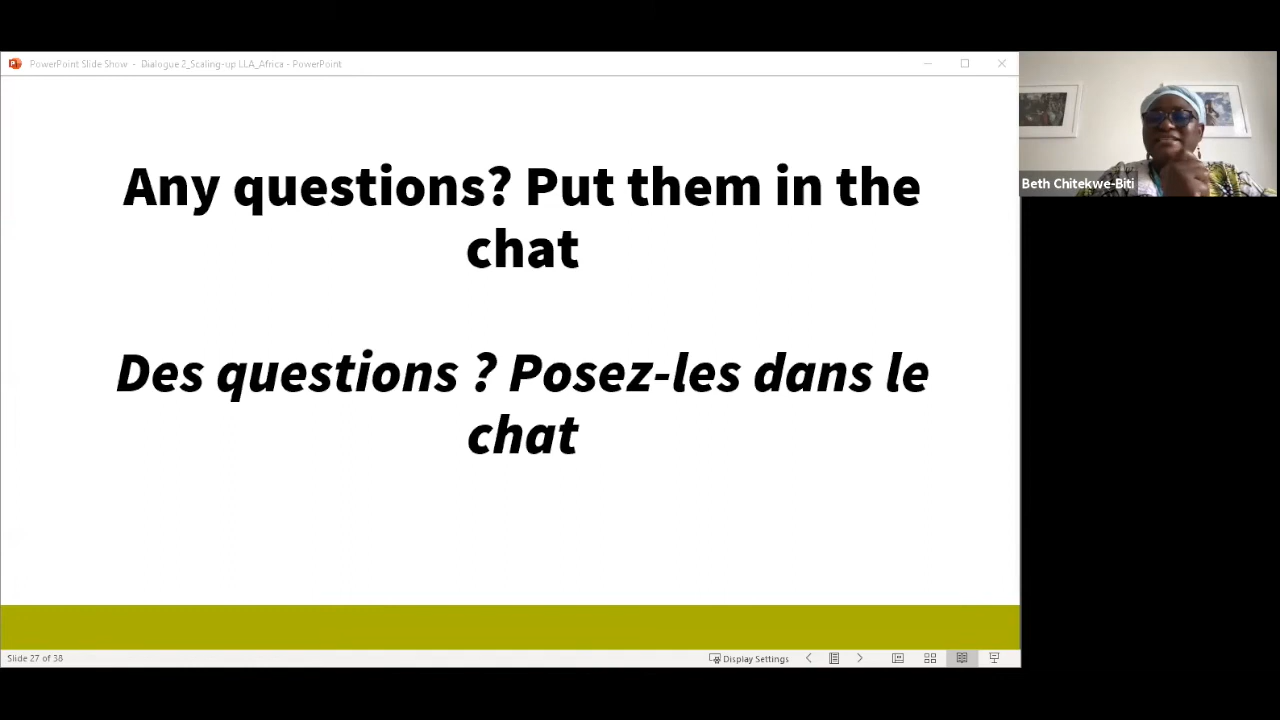 PowerPoint Slide Show - Dialogue 2_Scaling-up LLA_Africa - PowerPoint
Any questions? Put them in the
chat
Des questions ? Posez-les dans le
chat
Beth Chitekwe-Biti
Slide 27 of 38
Display Settings